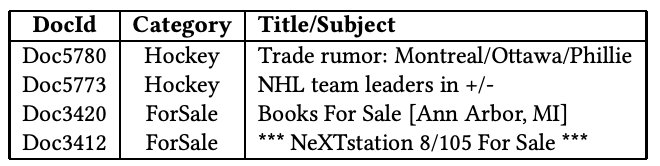 DocId Category Title/Subject
Doc5780 Hockey Trade rumor: Montreal/Ottawa/Phillie
Doc5773 Hockey NHL team leaders in +/-
Doc3420 ForSale Books For Sale [Ann Arbor, MI]
Doc3412 ForSale *** NeXTstation 8/105 For Sale ***